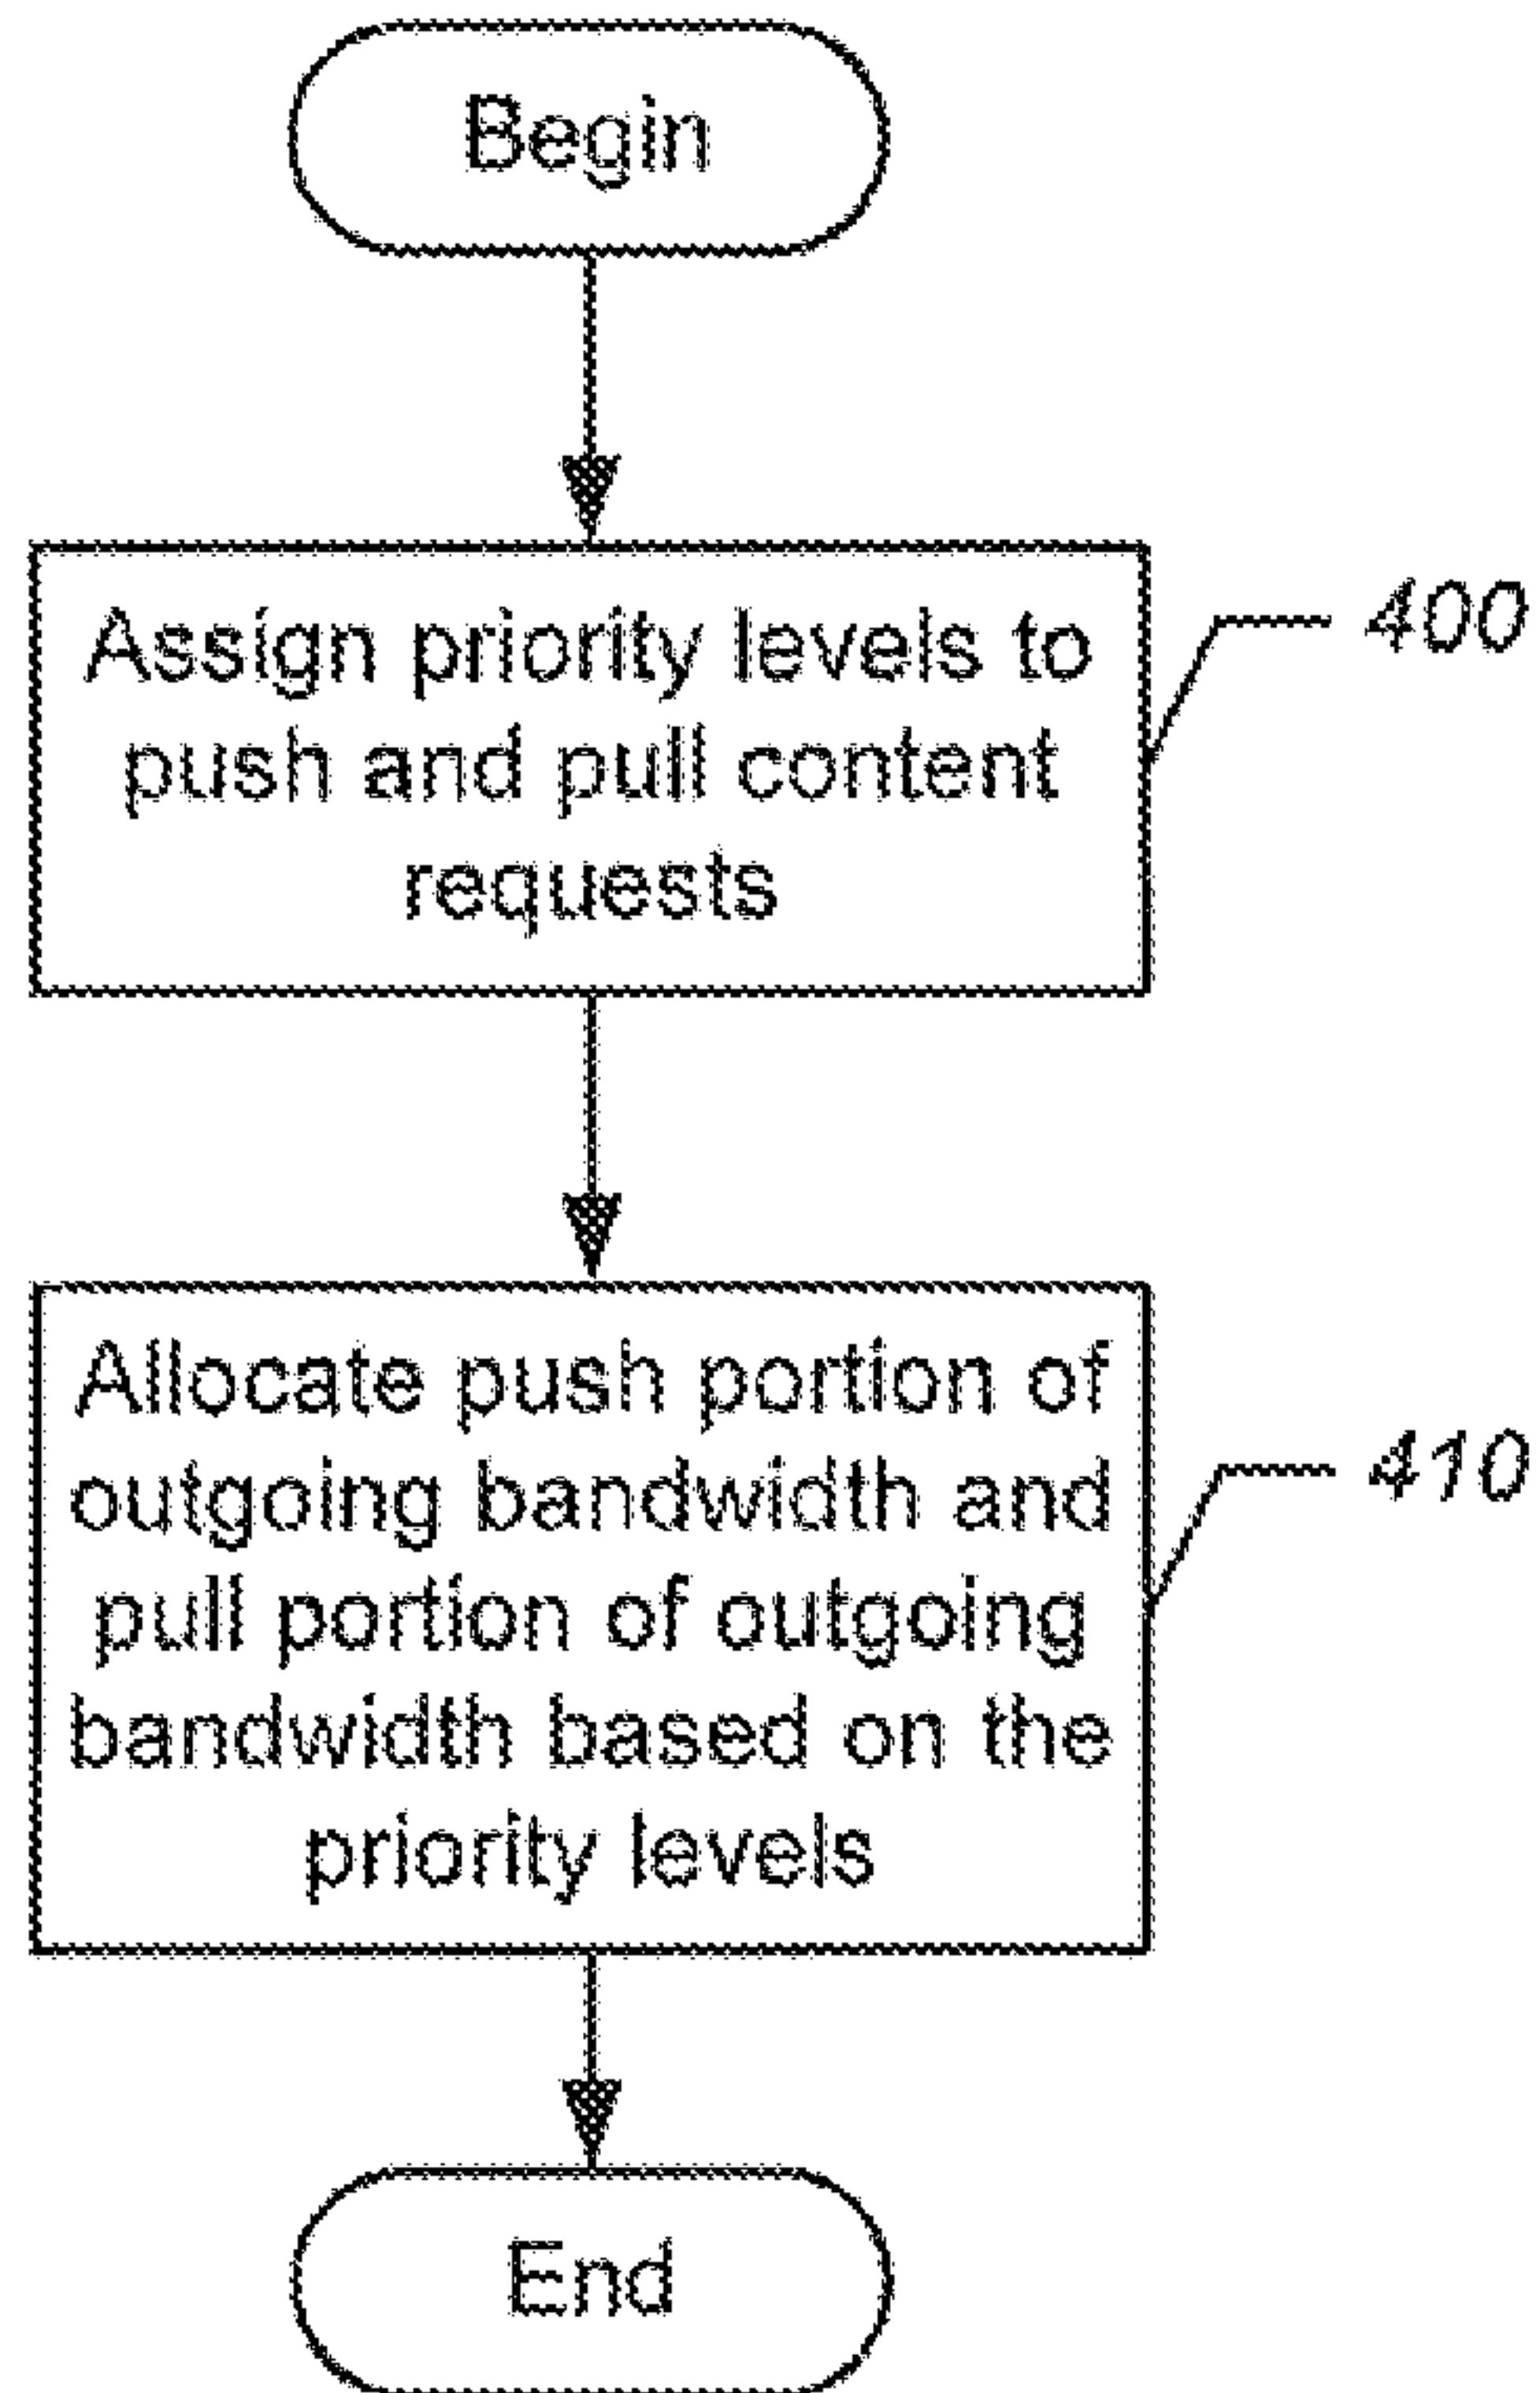 Begin
Assign priority levels to
push and pull content
requests
400
Allocate push portion of
outgoing bandwidth and
pull portion of outgoing
bandwidth based on the
priority levels
410
End